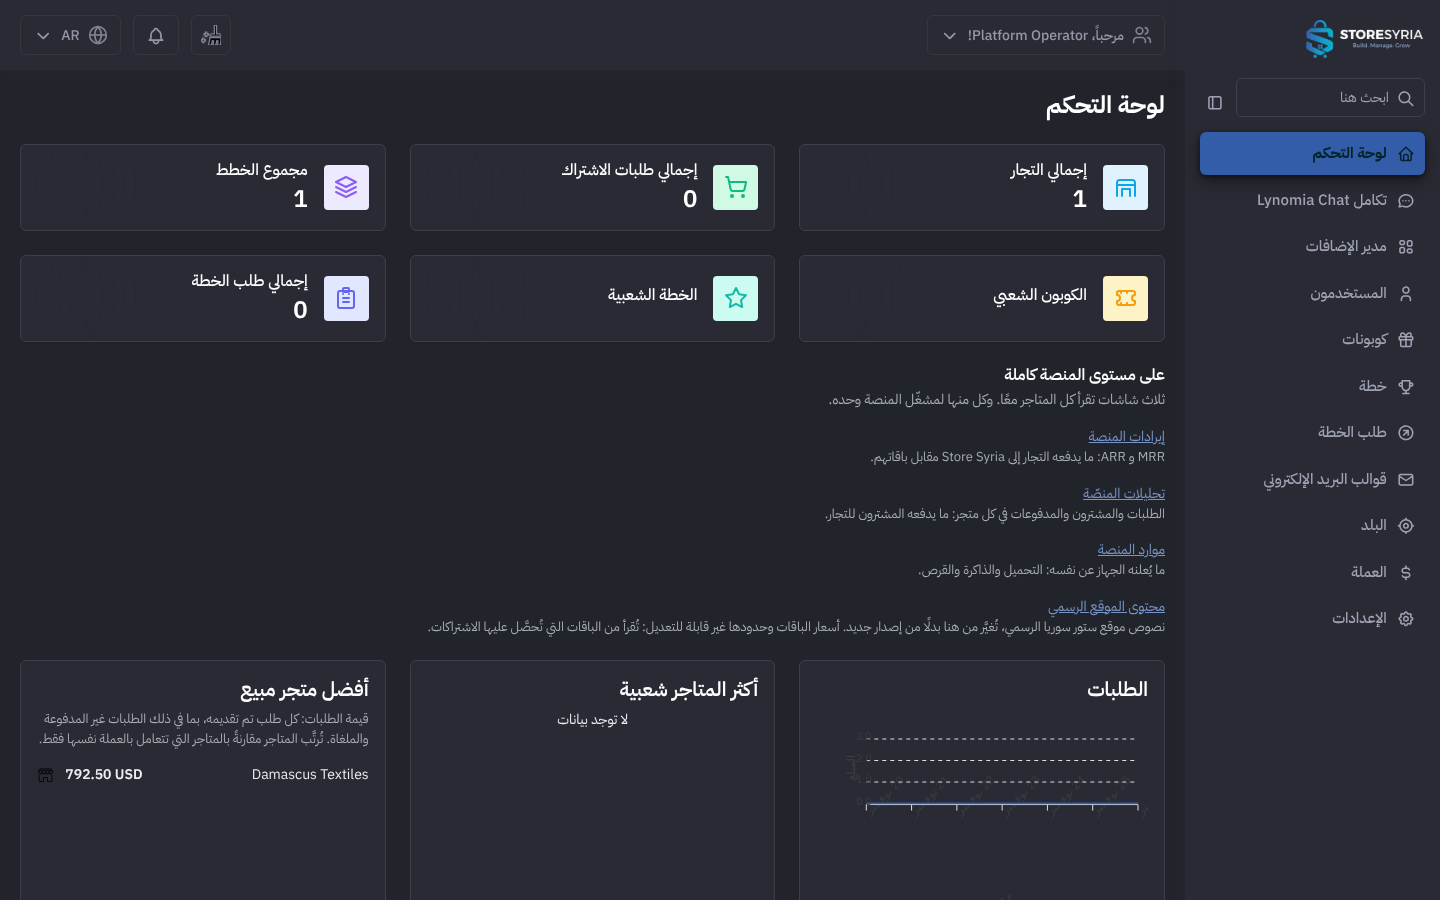 STORESYRIA
Build. Manage. Grow
مرحباً، Platform Operator!
AR
ابحث هنا
لوحة التحكم
تكامل Lynomia Chat
مدير الإضافات
المستخدمون
كوبونات
خطة
طلب الخطة
قوالب البريد الإلكتروني
البلد
العملة
الإعدادات
لوحة التحكم
إجمالي التجار
1
إجمالي طلبات الاشتراك
0
مجموع الخطط
1
الكوبون الشعبي
الخطة الشعبية
إجمالي طلب الخطة
0
على مستوى المنصة كاملة
ثلاث شاشات تقرأ كل المتاجر معًا. وكل منها لمشغّل المنصة وحده.
إيرادات المنصة
MRR و ARR: ما يدفعه التجار إلى Store Syria مقابل باقاتهم.
تحليلات المنصّة
الطلبات والمشترون والمدفوعات في كل متجر: ما يدفعه المشترون للتجار.
موارد المنصة
ما يُعلنه الجهاز عن نفسه: التحميل والذاكرة والقرص.
محتوى الموقع الرسمي
نصوص موقع ستور سوريا الرسمي، تُغيَّر من هنا بدلًا من إصدار جديد. أسعار الباقات وحدودها غير قابلة للتعديل: تُقرأ من الباقات التي تُحصَّل عليها الاشتراكات.
الطلبات
أكثر المتاجر شعبية
لا توجد بيانات
أفضل متجر مبيع
قيمة الطلبات: كل طلب تم تقديمه، بما في ذلك الطلبات غير المدفوعة
والملغاة. تُرتَّب المتاجر مقارنةً بالمتاجر التي تتعامل بالعملة نفسها فقط.
Damascus Textiles
792.50 USD